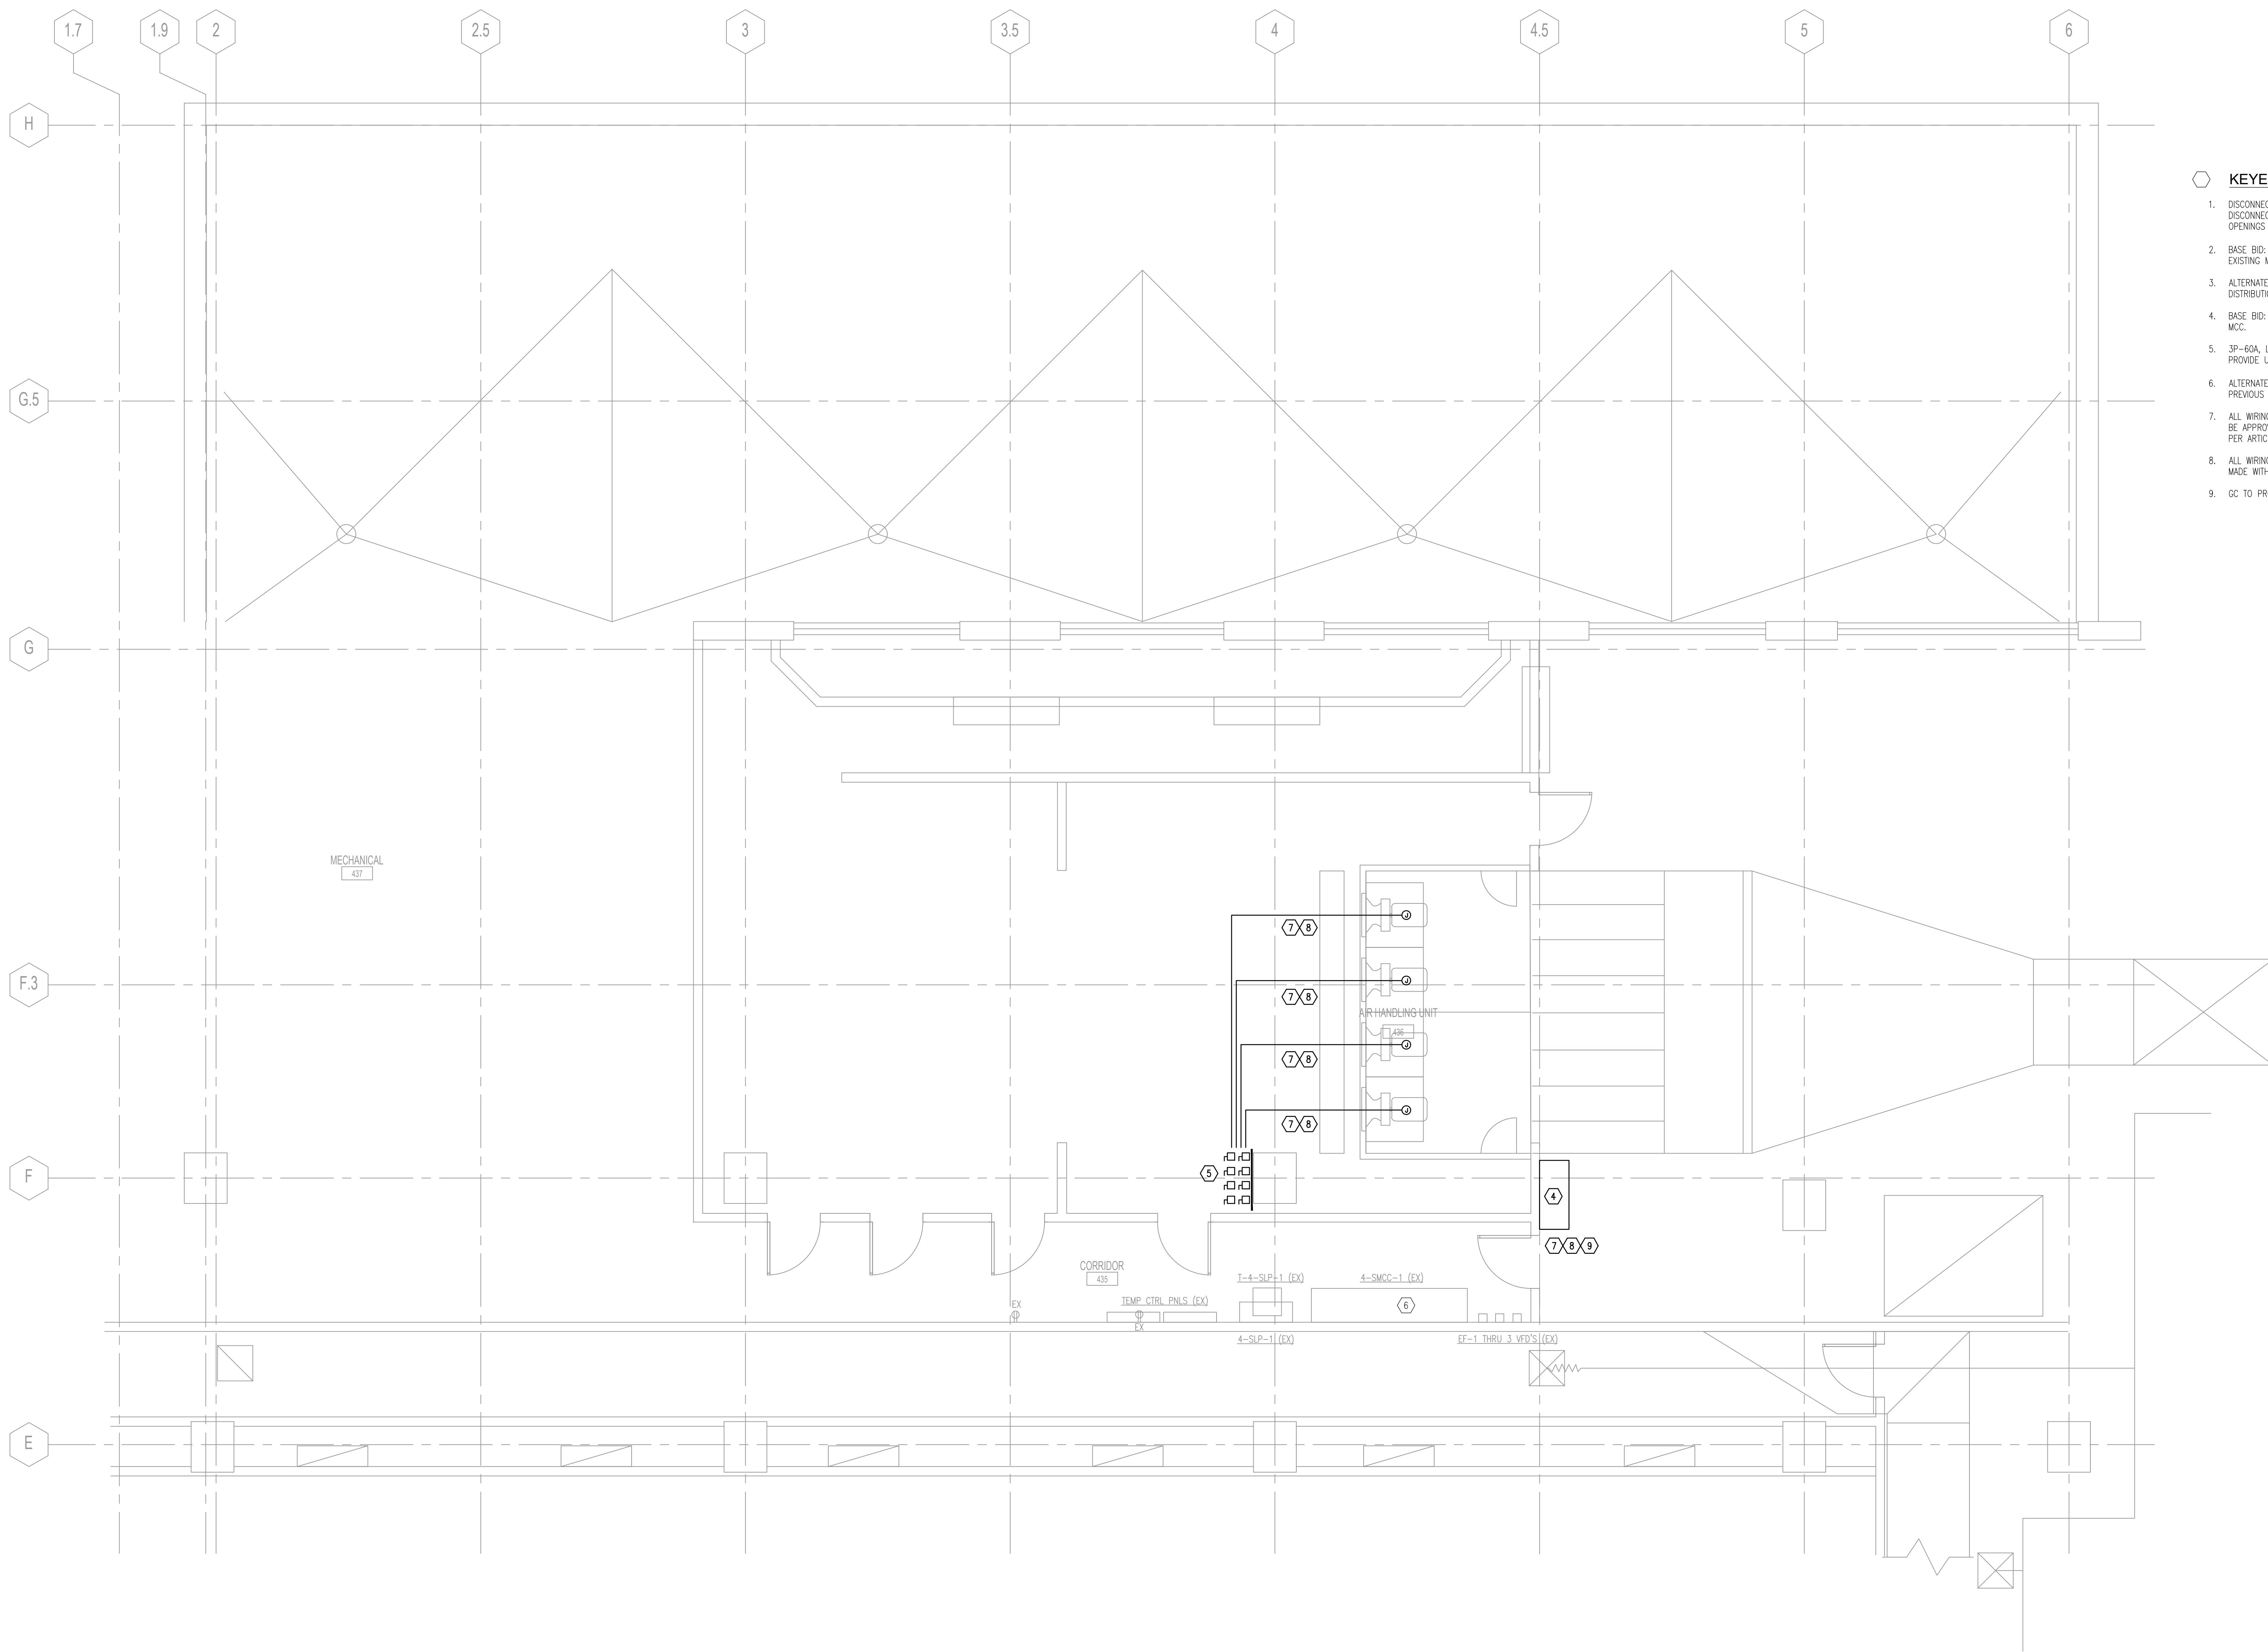 1.7
1.9
2
2.5
3
3.5
4
4.5
5
6
H
G.5
G
F.3
F
E
KEYE
1. DISCONNEC
DISCONNEC
OPENINGS
2. BASE BID:
EXISTING M
3. ALTERNATE
DISTRIBUTIO
4. BASE BID:
MCC.
5. 3P-60A, L
PROVIDE U
6. ALTERNATE
PREVIOUS
7. ALL WIRING
BE APPROV
PER ARTIC
8. ALL WIRING
MADE WITH
9. GC TO PR
MECHANICAL
437
J
7 8
J
7 8
AIR HANDLING UNIT
436
J
7 8
J
7 8
5
4
7 8 9
CORRIDOR
435
T-4-SLP-1 (EX)
4-SMCC-1 (EX)
TEMP CTRL PNLS (EX)
EX
6
EX
4-SLP-1 (EX)
EF-1 THRU 3 VFD'S (EX)